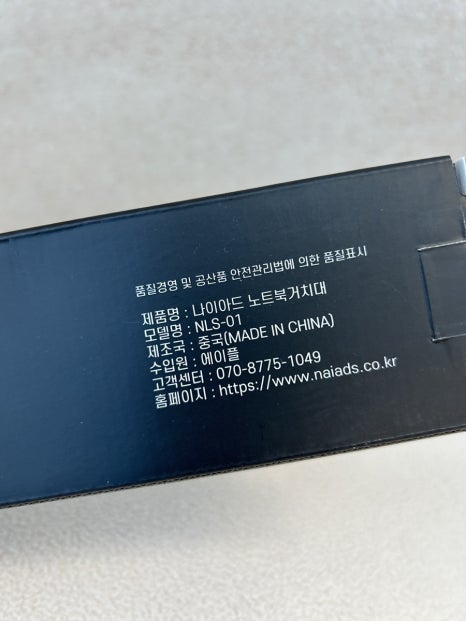 품질경영 및 공산품 안전관리법에 의한 품질표시
제품명 : 나이아드 노트북거치대
모델명 : NLS-01
제조국 : 중국(MADE IN CHINA)
수입원 : 에이플
고객센터 : 070-8775-1049
홈페이지 : https://www.naiads.co.kr